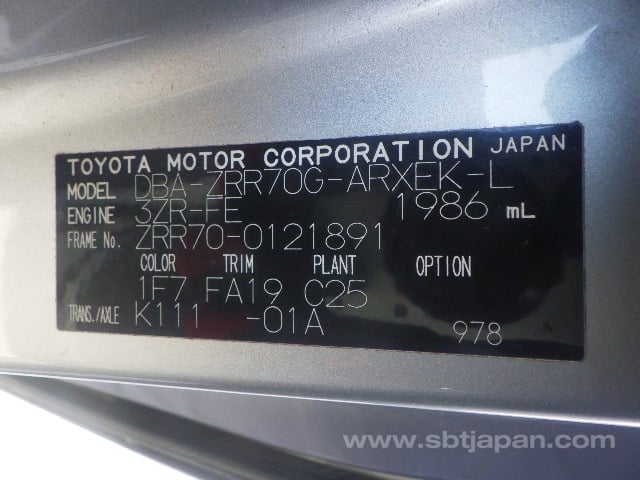 TOYOTA MOTOR CORPORATION JAPAN
MODEL DBA-ZRR70G-ARXEK-L
ENGINE 3ZR-FE 1986 mL
FRAME No. ZRR70-0121891
COLOR TRIM PLANT OPTION
1F7 FA19 C25
TRANS./AXLE K111 -01A 978
www.sbtjapan.com